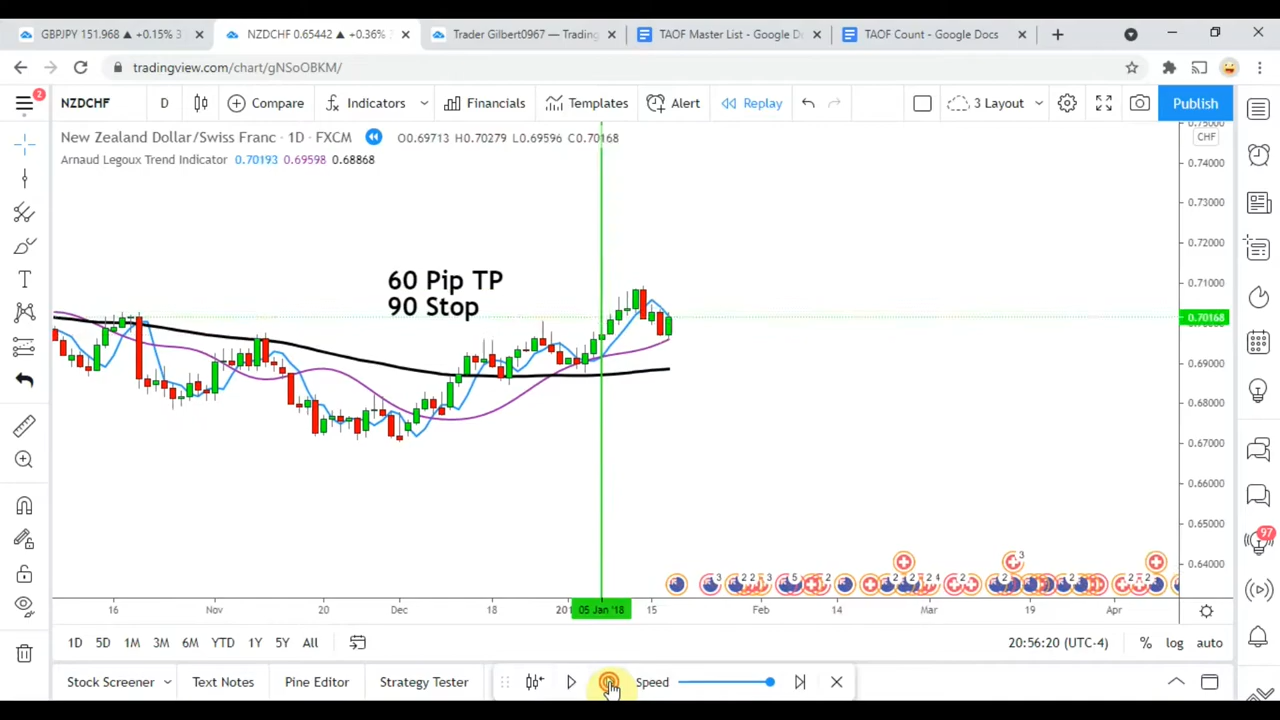 GBPJPY 151.968 ▲ +0.15% 3
NZDCHF 0.65442 ▲ +0.36%
Trader Gilbert0967 — Trading
TAOF Master List - Google Do
TAOF Count - Google Docs
tradingview.com/chart/gNSoOBKM/
2
NZDCHF
D
Compare
Indicators
Financials
Templates
Alert
Replay
3 Layout
Publish
New Zealand Dollar/Swiss Franc · 1D · FXCM
O0.69713 H0.70279 L0.69596 C0.70168
Arnaud Legoux Trend Indicator 0.70193 0.69598 0.68868
CHF
0.74000
0.73000
0.72000
0.71000
0.70168
0.69000
0.68000
0.67000
0.66000
0.65000
0.64000
60 Pip TP
90 Stop
97
16 Nov 20 Dec 18 201 05 Jan '18 15 Feb 14 Mar 19 Apr
1D 5D 1M 3M 6M YTD 1Y 5Y All
20:56:20 (UTC-4)
% log auto
Stock Screener
Text Notes
Pine Editor
Strategy Tester
Speed